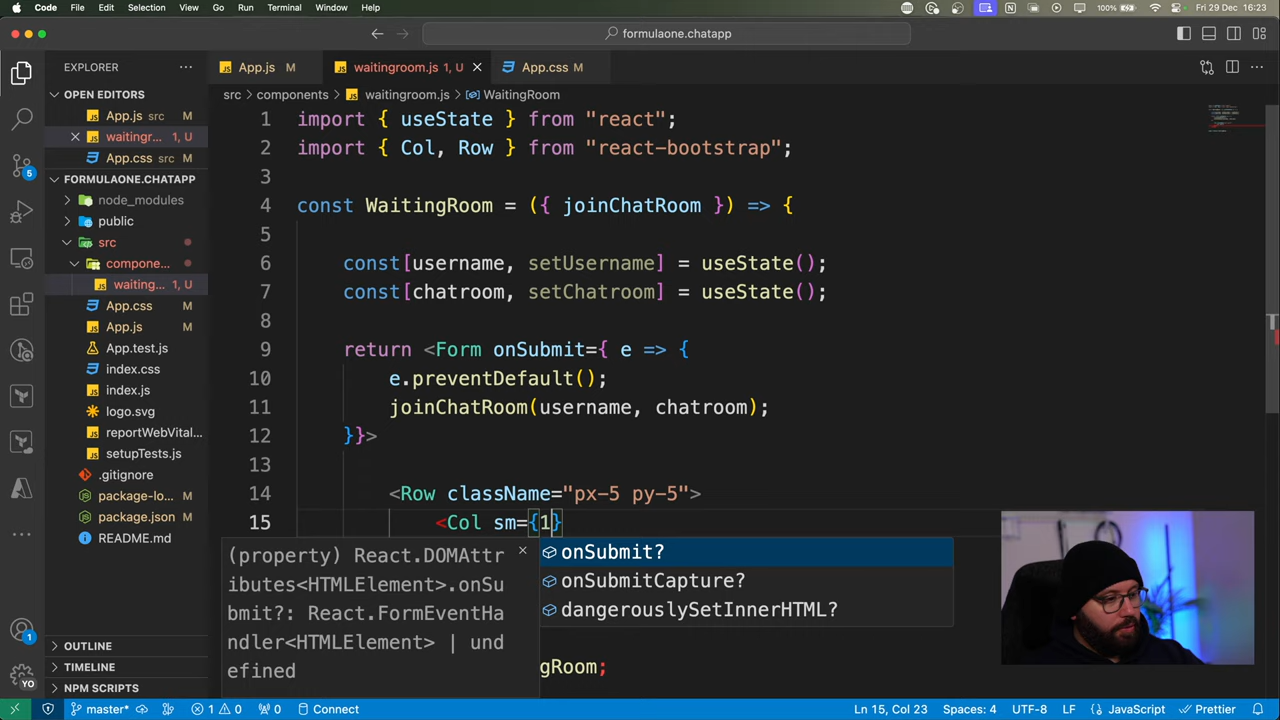 Code File Edit Selection View Go Run Terminal Window Help 100% Fri 29 Dec 16:23
formulaone.chatapp
EXPLORER
App.js M
waitingroom.js 1, U
App.css M
src > components > waitingroom.js > WaitingRoom
OPEN EDITORS
App.js src M
waitingr... 1, U
App.css src M
FORMULAONE.CHATAPP
node_modules
public
src
compone...
waiting... 1, U
App.css M
App.js M
App.test.js
index.css
index.js
logo.svg
reportWebVital...
setupTests.js
.gitignore
package-lo... M
package.json M
README.md
OUTLINE
TIMELINE
NPM SCRIPTS
5
1
YO
1 import { useState } from "react";
2 import { Col, Row } from "react-bootstrap";
3
4 const WaitingRoom = ({ joinChatRoom }) => {
5
6 const[username, setUsername] = useState();
7 const[chatroom, setChatroom] = useState();
8
9 return <Form onSubmit={ e => {
10 e.preventDefault();
11 joinChatRoom(username, chatroom);
12 }}>
13
14 <Row className="px-5 py-5">
15 <Col sm={1}
(property) React.DOMAttr
ibutes<HTMLElement>.onSu
bmit?: React.FormEventHa
ndler<HTMLElement> | und
efined
onSubmit?
onSubmitCapture?
dangerouslySetInnerHTML?
gRoom;
master* 1 0 0 Connect Ln 15, Col 23 Spaces: 4 UTF-8 LF JavaScript Prettier